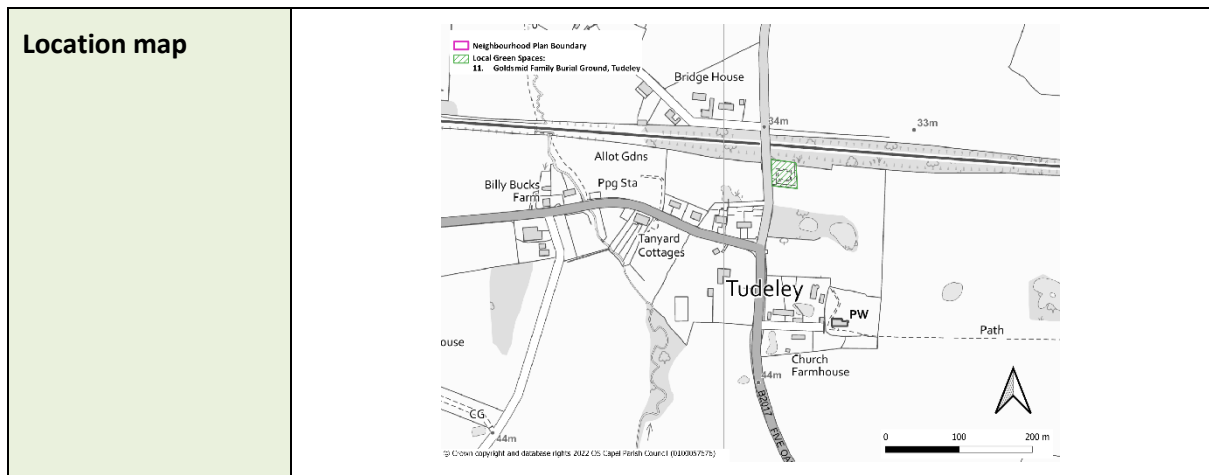 Location map
Neighbourhood Plan Boundary
Local Green Spaces:
11. Goldsmid Family Burial Ground, Tudeley
Bridge House
34m
33m
Allot Gdns
Ppg Sta
Billy Bucks
Farm
Tanyard
Cottages
Tudeley
PW
Path
ouse
Church
Farmhouse
44m
CG
44m
B2017
FIVE OA
0 100 200 m
© Crown copyright and database rights 2022 OS Capel Parish Council